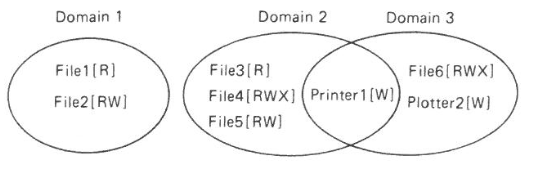 Domain 1
Domain 2
Domain 3
File1[R]
File2[RW]
File3[R]
File4[RWX]
File5[RW]
Printer1[W]
File6[RWX]
Plotter2[W]